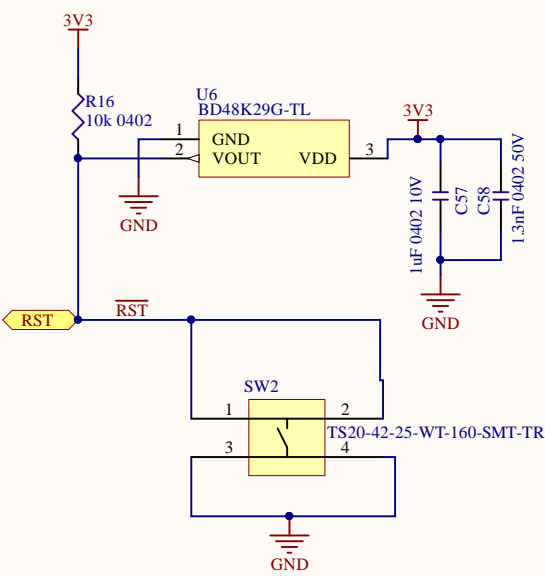 3V3
R16
10k 0402
U6
BD48K29G-TL
1
GND
2
VOUT
VDD
3
3V3
GND
1uF 0402 10V
C57
C58
1.3nF 0402 50V
GND
RST
RST
SW2
1
2
TS20-42-25-WT-160-SMT-TR
3
4
GND